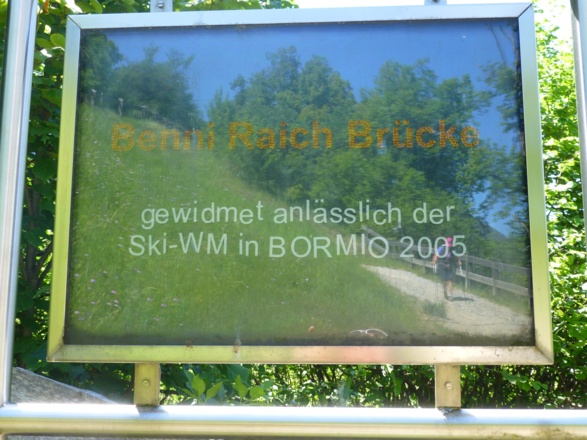 Benni Raich Brücke
gewidmet anlässlich der
Ski-WM in BORMIO 2005